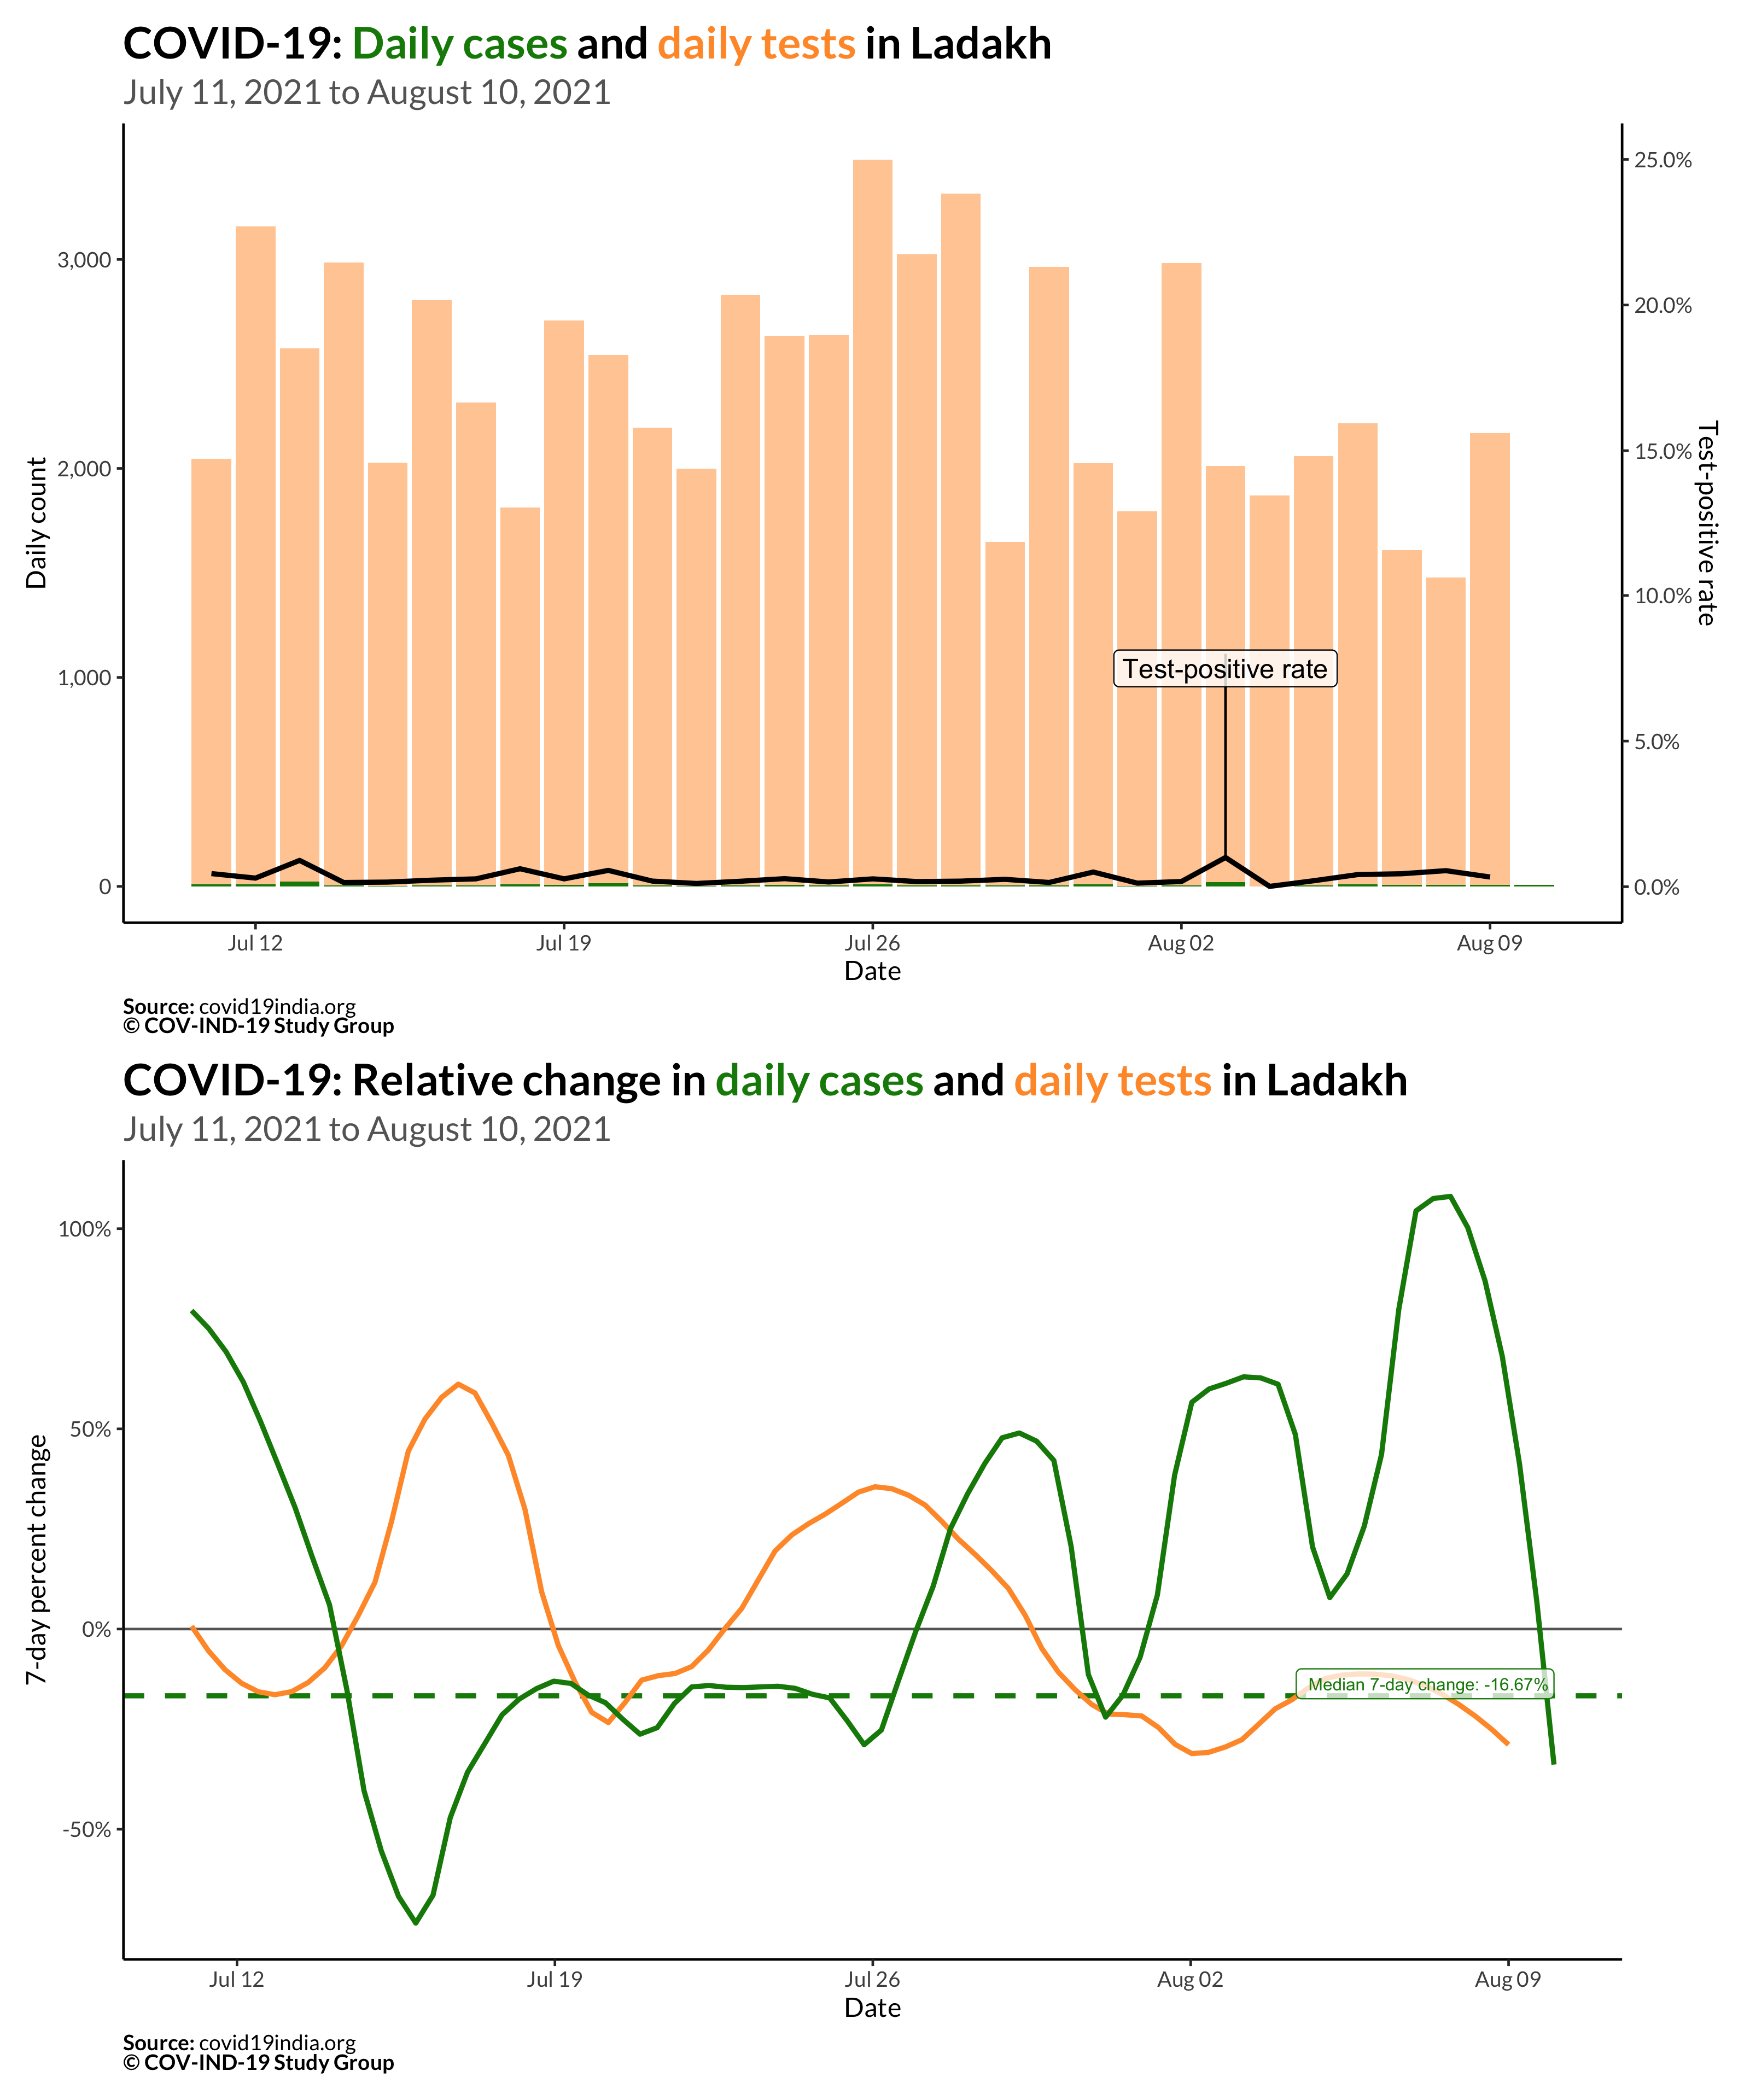 COVID-19: Daily cases and daily tests in Ladakh
July 11, 2021 to August 10, 2021
Daily count
3,000
2,000
1,000
0
25.0%
20.0%
15.0%
10.0%
5.0%
0.0%
Test-positive rate
Test-positive rate
Jul 12
Jul 19
Jul 26
Aug 02
Aug 09
Date
Source: covid19india.org
© COV-IND-19 Study Group
COVID-19: Relative change in daily cases and daily tests in Ladakh
July 11, 2021 to August 10, 2021
7-day percent change
100%
50%
0%
-50%
Median 7-day change: -16.67%
Jul 12
Jul 19
Jul 26
Aug 02
Aug 09
Date
Source: covid19india.org
© COV-IND-19 Study Group